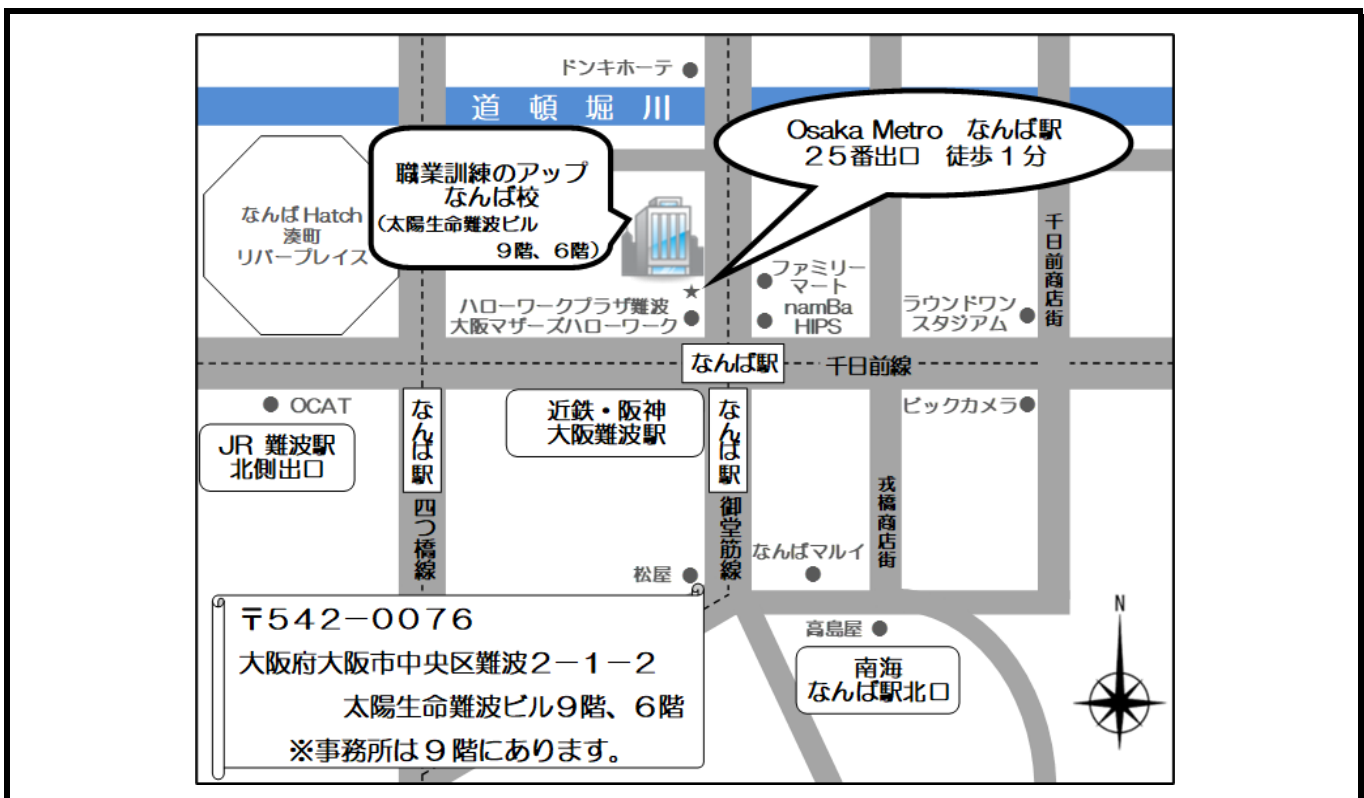 ドンキホーテ
道頓堀川
Osaka Metro なんば駅
25番出口 徒歩1分
職業訓練のアップ
なんば校
(太陽生命難波ビル
9階、6階)
なんばHatch
湊町
リバープレイス
千日前商店街
ファミリー
マート
namBa
HIPS
ラウンドワン
スタジアム
ハローワークプラザ難波
大阪マザーズハローワーク
なんば駅
千日前線
OCAT
JR 難波駅
北側出口
なんば駅
四つ橋線
近鉄・阪神
大阪難波駅
なんば駅
御堂筋線
ビックカメラ
戎橋商店街
なんばマルイ
松屋
高島屋
南海
なんば駅北口
N
〒542-0076
大阪府大阪市中央区難波2-1-2
太陽生命難波ビル9階、6階
※事務所は9階にあります。